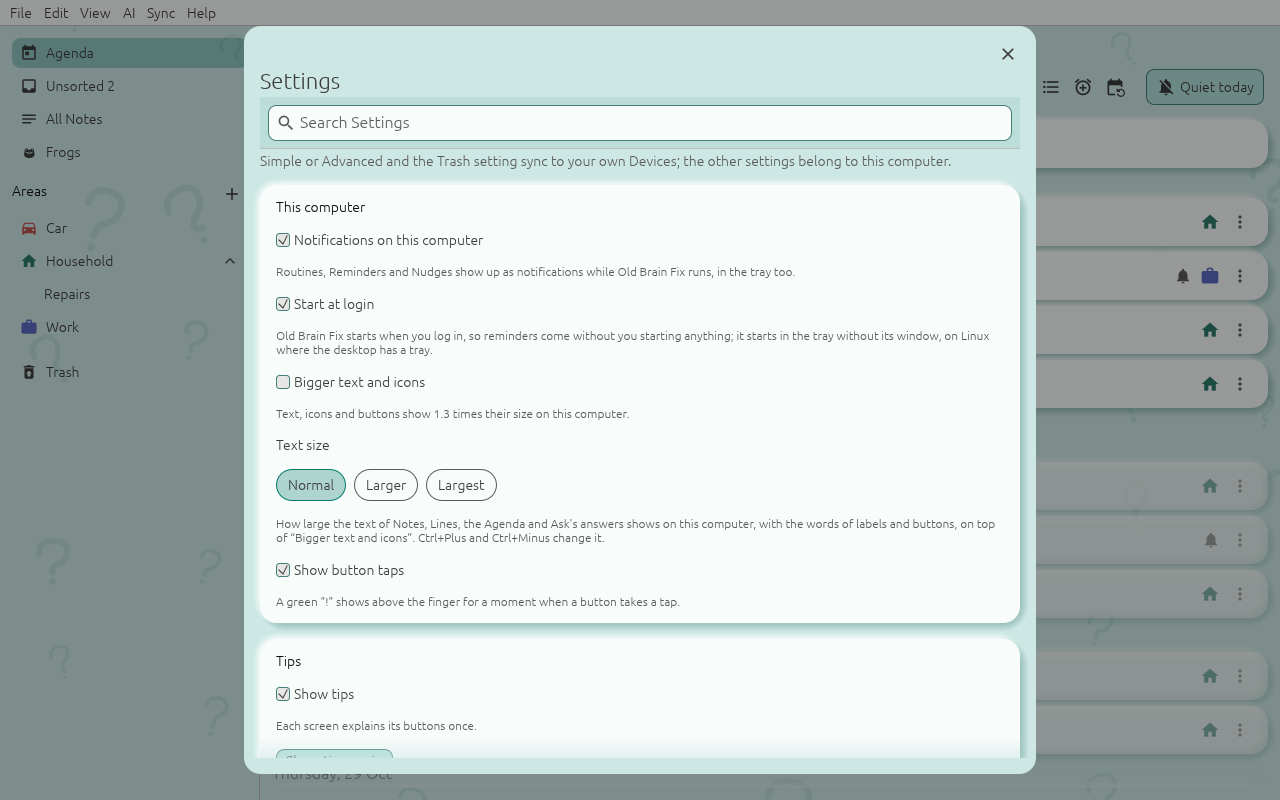 File Edit View AI Sync Help
Agenda
Unsorted 2
All Notes
Frogs
Areas
Car
Household
Repairs
Work
Trash
Quiet today
Settings
Search Settings
Simple or Advanced and the Trash setting sync to your own Devices; the other settings belong to this computer.
This computer
Notifications on this computer
Routines, Reminders and Nudges show up as notifications while Old Brain Fix runs, in the tray too.
Start at login
Old Brain Fix starts when you log in, so reminders come without you starting anything; it starts in the tray without its window, on Linux
where the desktop has a tray.
Bigger text and icons
Text, icons and buttons show 1.3 times their size on this computer.
Text size
Normal Larger Largest
How large the text of Notes, Lines, the Agenda and Ask's answers shows on this computer, with the words of labels and buttons, on top
of “Bigger text and icons”. Ctrl+Plus and Ctrl+Minus change it.
Show button taps
A green "!" shows above the finger for a moment when a button takes a tap.
Tips
Show tips
Each screen explains its buttons once.
Thursday, 29 Oct